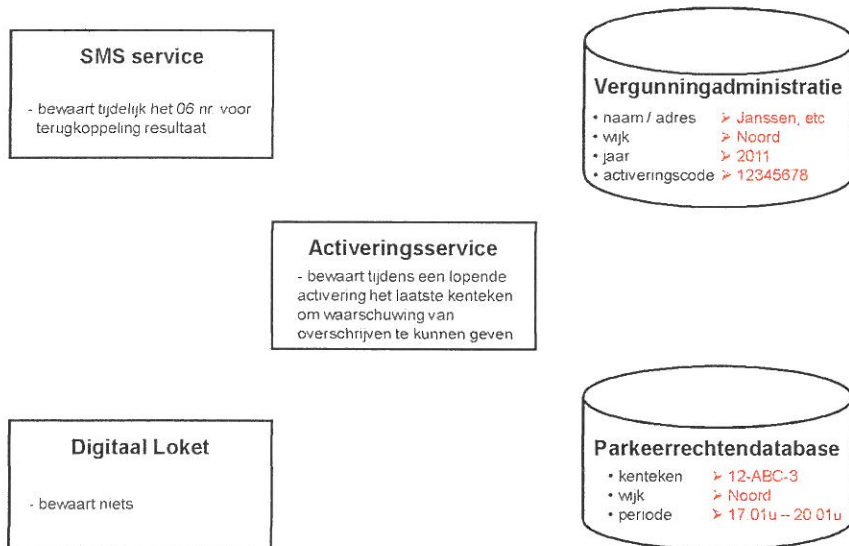 SMS service
- bewaart tijdelijk het 06 nr. voor
terugkoppeling resultaat
Vergunningadministratie
• naam / adres ➢ Janssen, etc
• wijk ➢ Noord
• jaar ➢ 2011
• activeringscode ➢ 12345678
Activeringsservice
- bewaart tijdens een lopende
activering het laatste kenteken
om waarschuwing van
overschrijven te kunnen geven
Digitaal Loket
- bewaart niets
Parkeerrechtendatabase
• kenteken ➢ 12-ABC-3
• wijk ➢ Noord
• periode ➢ 17.01u – 20.01u